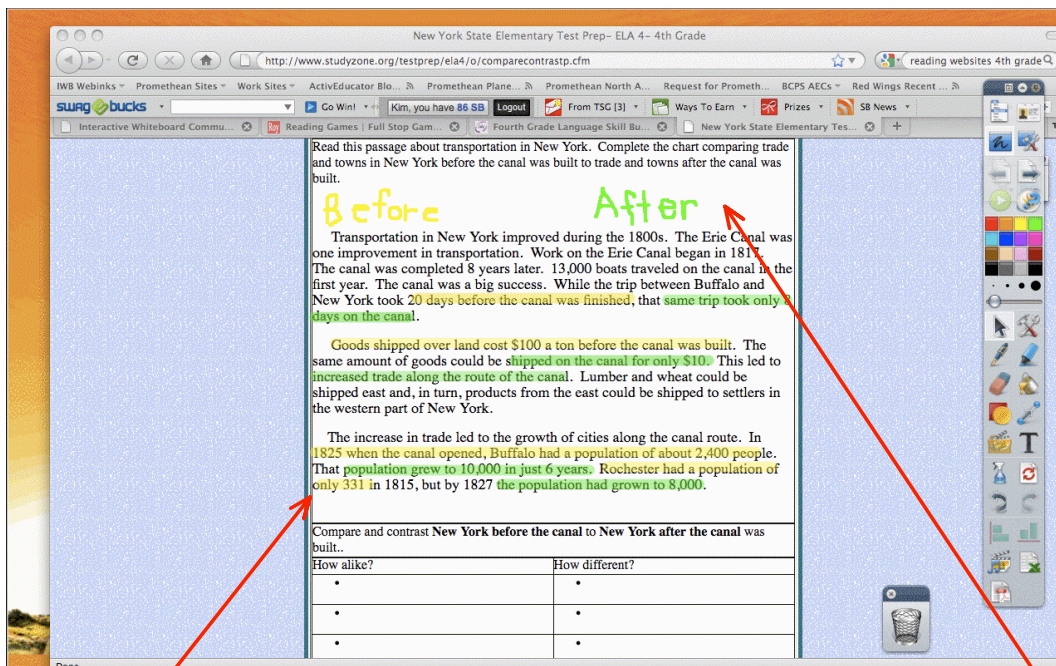 New York State Elementary Test Prep- ELA 4- 4th Grade
http://www.studyzone.org/testprep/ela4/o/comparecontrastp.cfm
reading websites 4th grade
IWB Webinks Promethean Sites Work Sites ActivEducator Blo... Promethean Plane... Promethean North A... Request for Prometh... BCPS AECs Red Wings Recent ...
swagbucks Go Win! Kim, you have 86 SB Logout From TSG [3] Ways To Earn Prizes SB News
Interactive Whiteboard Commu... Roy Reading Games | Full Stop Gam... Fourth Grade Language Skill Bu... New York State Elementary Tes...
Read this passage about transportation in New York. Complete the chart comparing trade
and towns in New York before the canal was built to trade and towns after the canal was
built.
Before After
Transportation in New York improved during the 1800s. The Erie Canal was
one improvement in transportation. Work on the Erie Canal began in 1817.
The canal was completed 8 years later. 13,000 boats traveled on the canal in the
first year. The canal was a big success. While the trip between Buffalo and
New York took 20 days before the canal was finished, that same trip took only 8
days on the canal.
Goods shipped over land cost $100 a ton before the canal was built. The
same amount of goods could be shipped on the canal for only $10. This led to
increased trade along the route of the canal. Lumber and wheat could be
shipped east and, in turn, products from the east could be shipped to settlers in
the western part of New York.
The increase in trade led to the growth of cities along the canal route. In
1825 when the canal opened, Buffalo had a population of about 2,400 people.
That population grew to 10,000 in just 6 years. Rochester had a population of
only 331 in 1815, but by 1827 the population had grown to 8,000.
Compare and contrast New York before the canal to New York after the canal was
built..
How alike? How different?